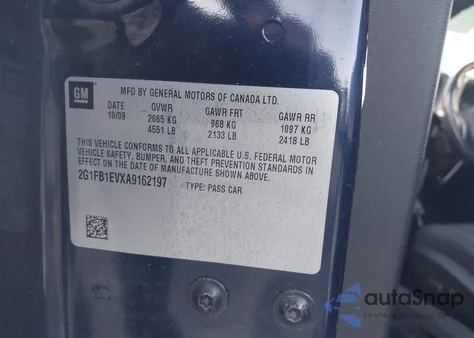 GM
MFD BY GENERAL MOTORS OF CANADA LTD.
DATE GVWR GAWR FRT GAWR RR
10/09 2065 KG 968 KG 1097 KG
4551 LB 2133 LB 2418 LB
THIS VEHICLE CONFORMS TO ALL APPLICABLE U.S. FEDERAL MOTOR
VEHICLE SAFETY, BUMPER, AND THEFT PREVENTION STANDARDS IN
EFFECT ON THE DATE OF MANUFACTURE SHOWN ABOVE.
2G1FB1EVXA9162197 TYPE: PASS CAR
autoSnap